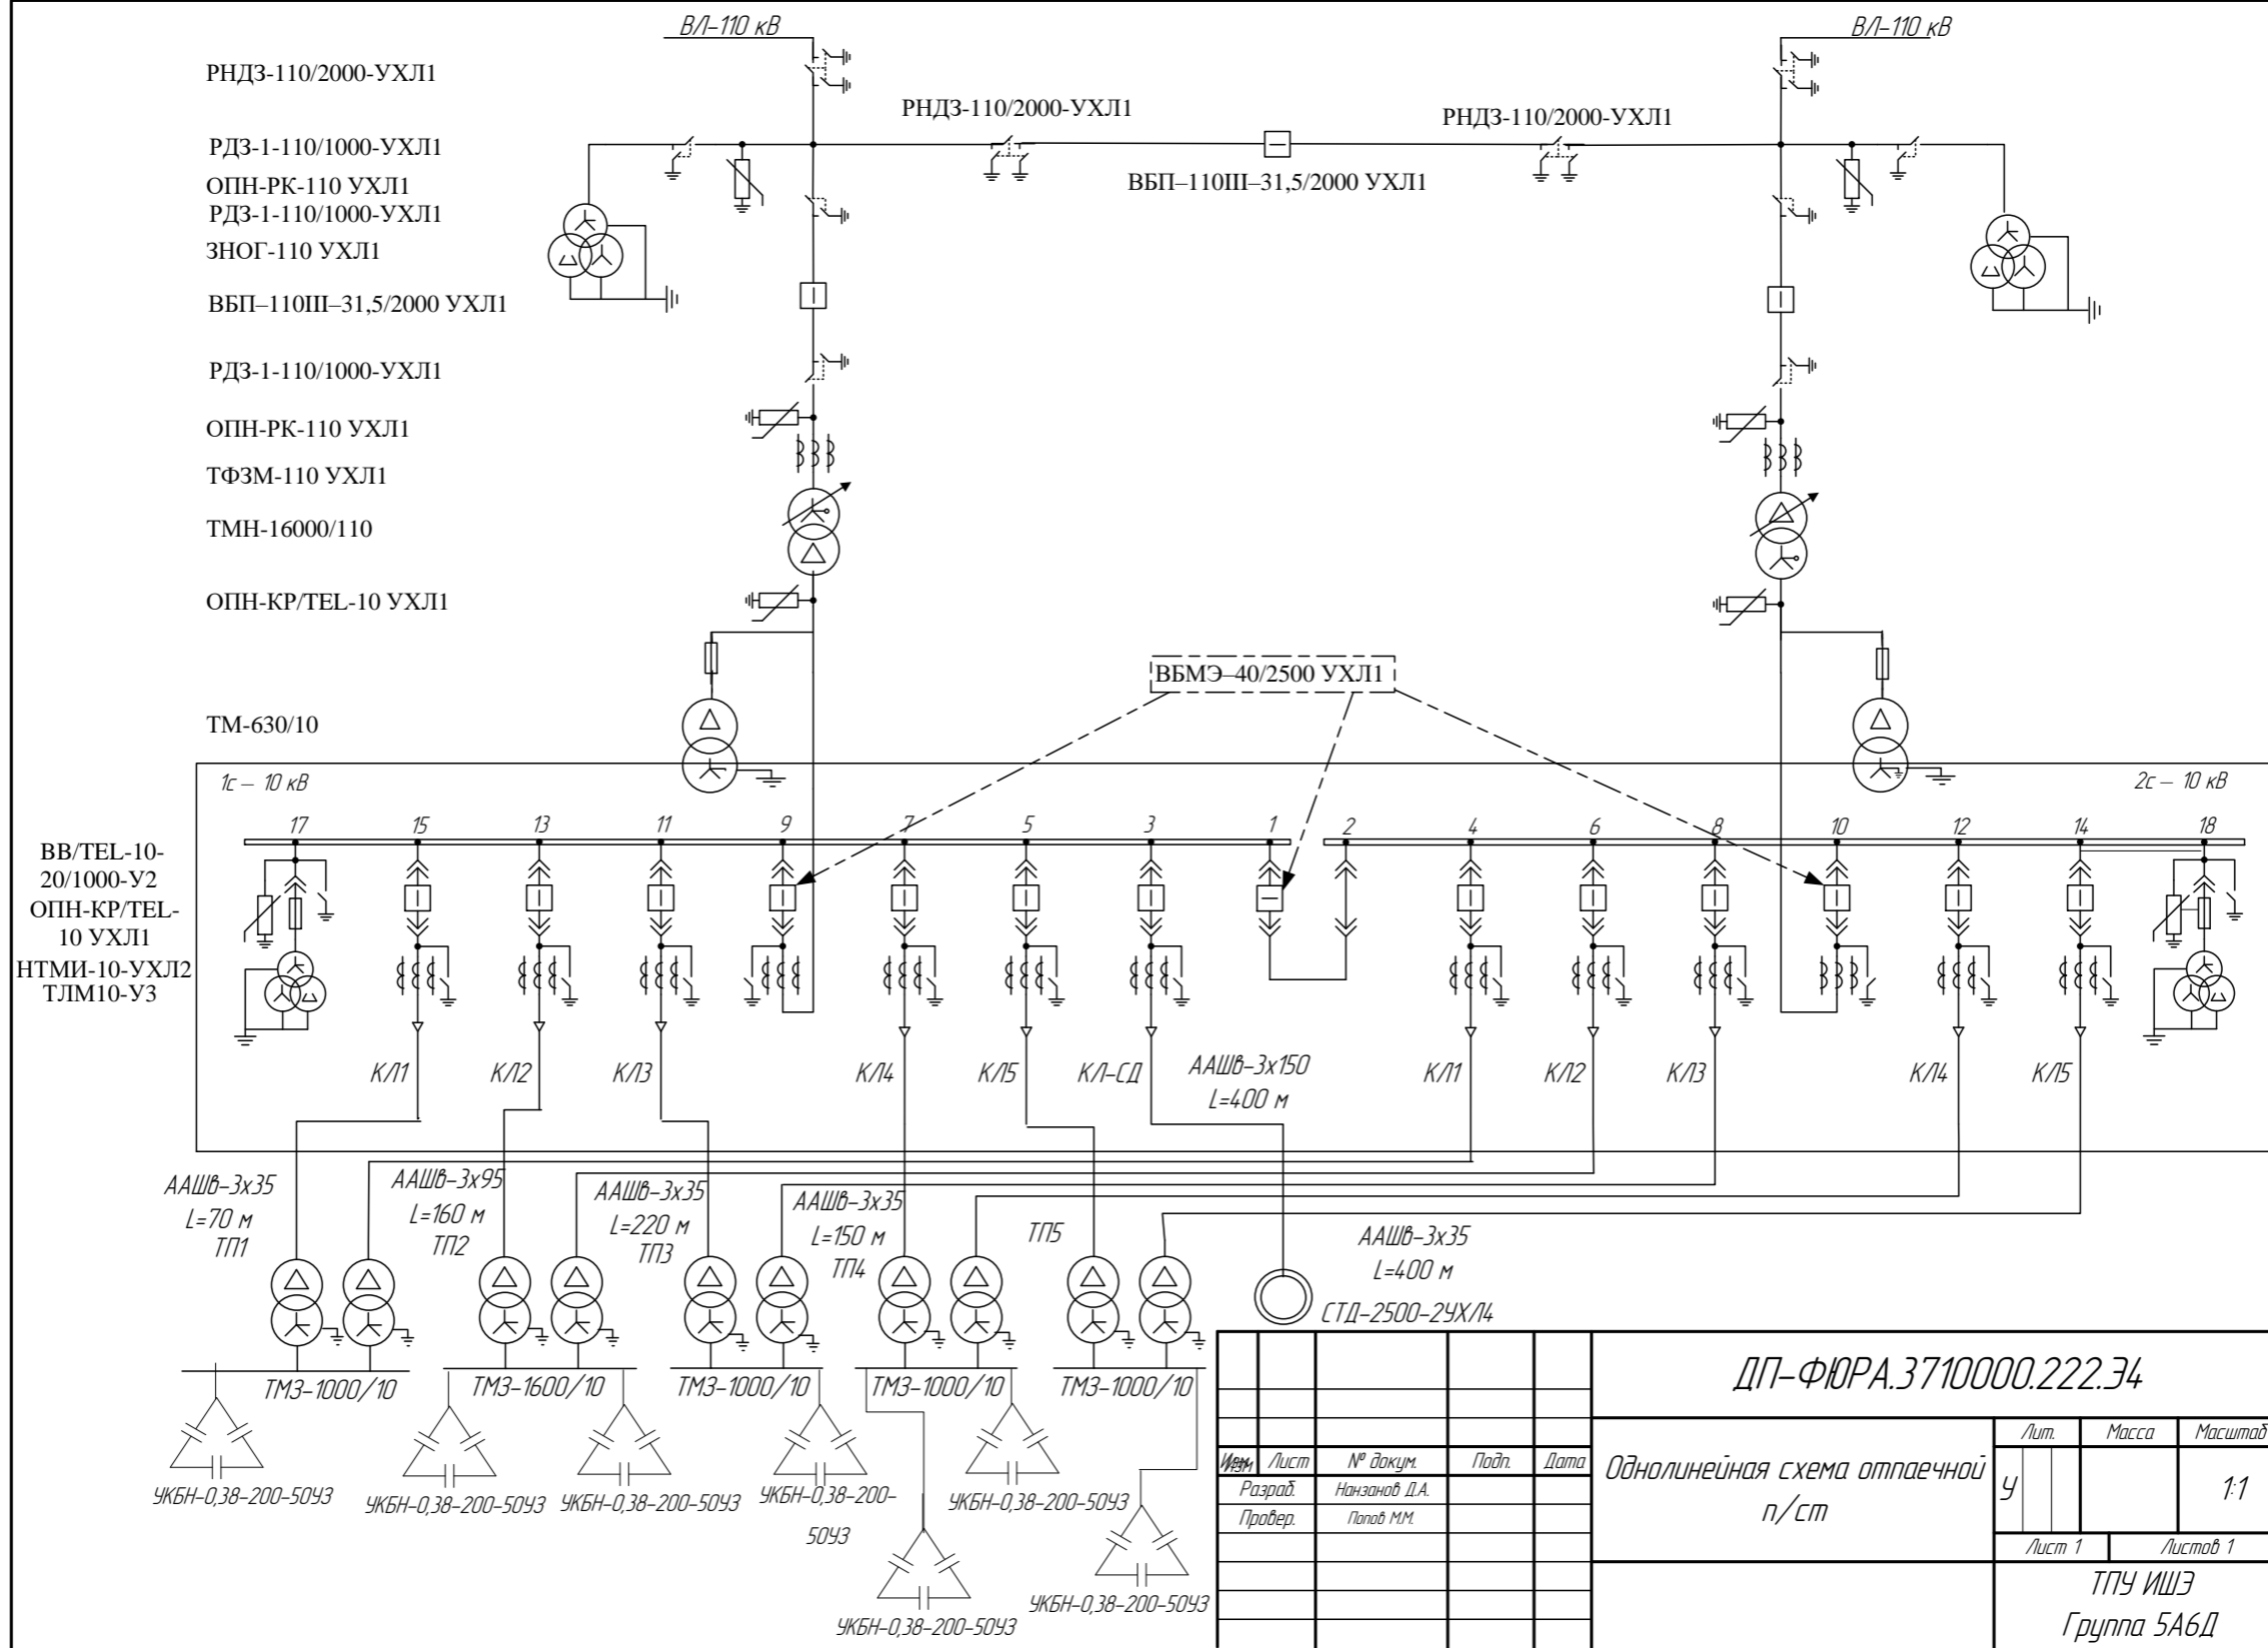 ВЛ-110 кВ
ВЛ-110 кВ
РНДЗ-110/2000-УХЛ1
РНДЗ-110/2000-УХЛ1
РНДЗ-110/2000-УХЛ1
РДЗ-1-110/1000-УХЛ1
ОПН-РК-110 УХЛ1
ВБП–110III–31,5/2000 УХЛ1
РДЗ-1-110/1000-УХЛ1
ЗНОГ-110 УХЛ1
ВБП–110III–31,5/2000 УХЛ1
РДЗ-1-110/1000-УХЛ1
ОПН-РК-110 УХЛ1
ТФЗМ-110 УХЛ1
ТМН-16000/110
ОПН-КР/TEL-10 УХЛ1
ВБМЭ–40/2500 УХЛ1
ТМ-630/10
1с – 10 кВ
2с – 10 кВ
17 15 13 11 9 7 5 3 1 2 4 6 8 10 12 14 18
ВВ/TEL-10-
20/1000-У2
ОПН-КР/TEL-
10 УХЛ1
НТМИ-10-УХЛ2
ТЛМ10-У3
КЛ1 КЛ2 КЛ3 КЛ4 КЛ5 КЛ-СД
ААШв-3х150
L=400 м
КЛ1 КЛ2 КЛ3 КЛ4 КЛ5
ААШв-3х35
L=70 м
ТП1
ААШв-3х95
L=160 м
ТП2
ААШв-3х35
L=220 м
ТП3
ААШв-3х35
L=150 м
ТП4
ТП5
ААШв-3х35
L=400 м
СТД-2500-2УХЛ4
ТМЗ-1000/10
ТМЗ-1600/10
ТМЗ-1000/10
ТМЗ-1000/10
ТМЗ-1000/10
УКБН-0,38-200-50У3
УКБН-0,38-200-50У3
УКБН-0,38-200-50У3
УКБН-0,38-200-
50У3
УКБН-0,38-200-50У3
УКБН-0,38-200-50У3
УКБН-0,38-200-50У3
ДП-ФЮРА.3710000.222.Э4
Изм Лист № докум. Подп. Дата
Разраб. Нанзанов Д.А.
Провер. Попов М.М.
Однолинейная схема отпаечной
п/ст
Лит. Масса Масштаб
У 1:1
Лист 1 Листов 1
ТПУ ИШЭ
Группа 5А6Д